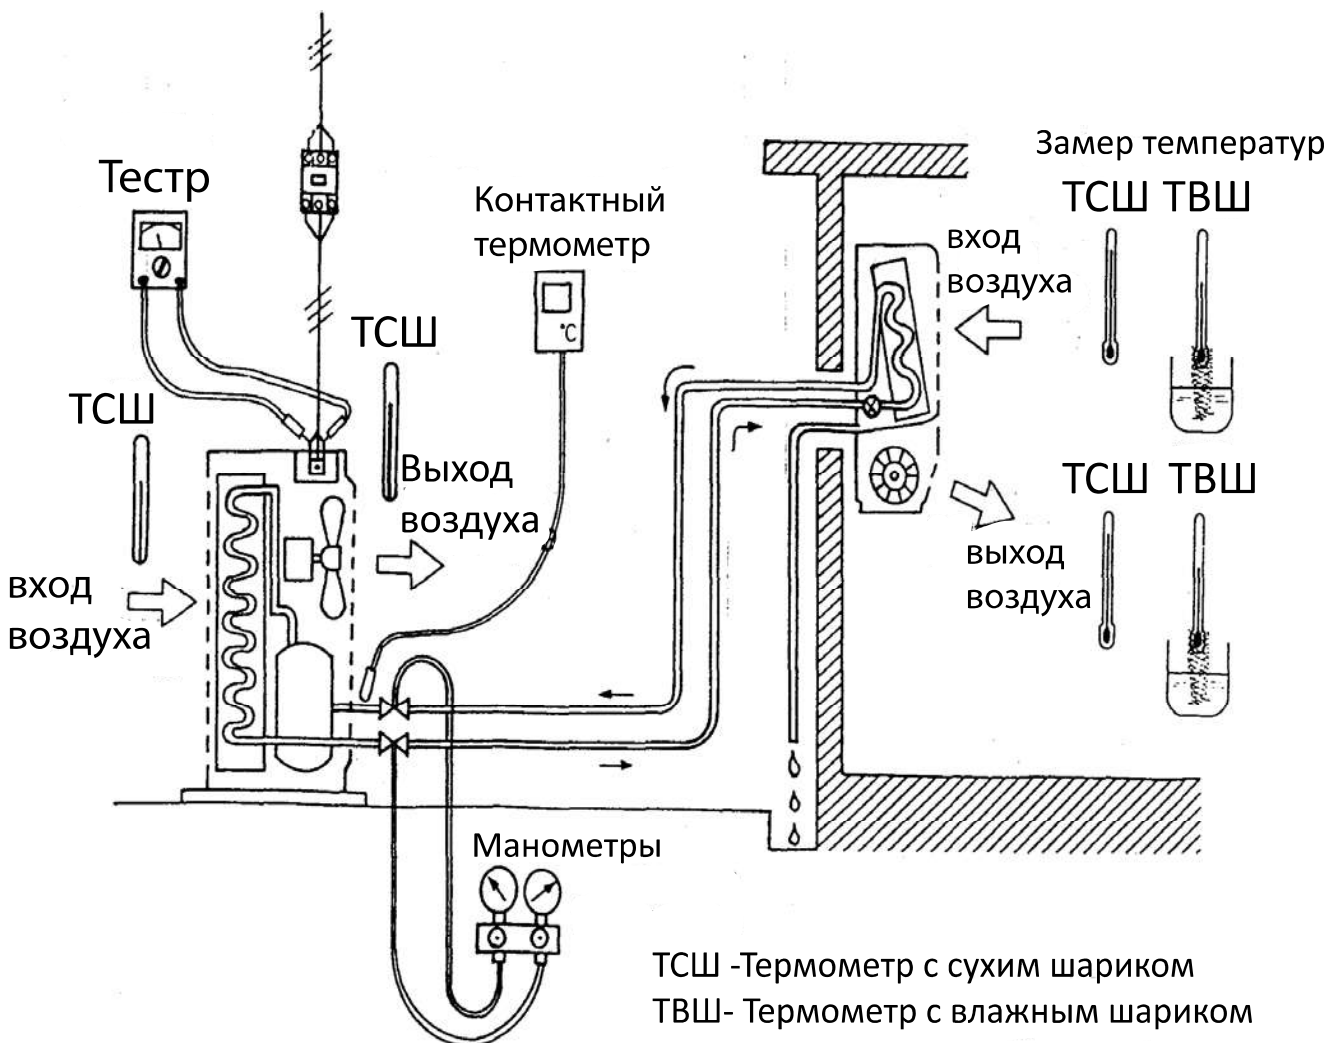 Замер температур
Тестр
ТСШ ТВШ
Контактный
термометр
вход
воздуха
°C
ТСШ
ТСШ
Выход
воздуха
ТСШ ТВШ
выход
воздуха
вход
воздуха
Манометры
ТСШ -Термометр с сухим шариком
ТВШ- Термометр с влажным шариком